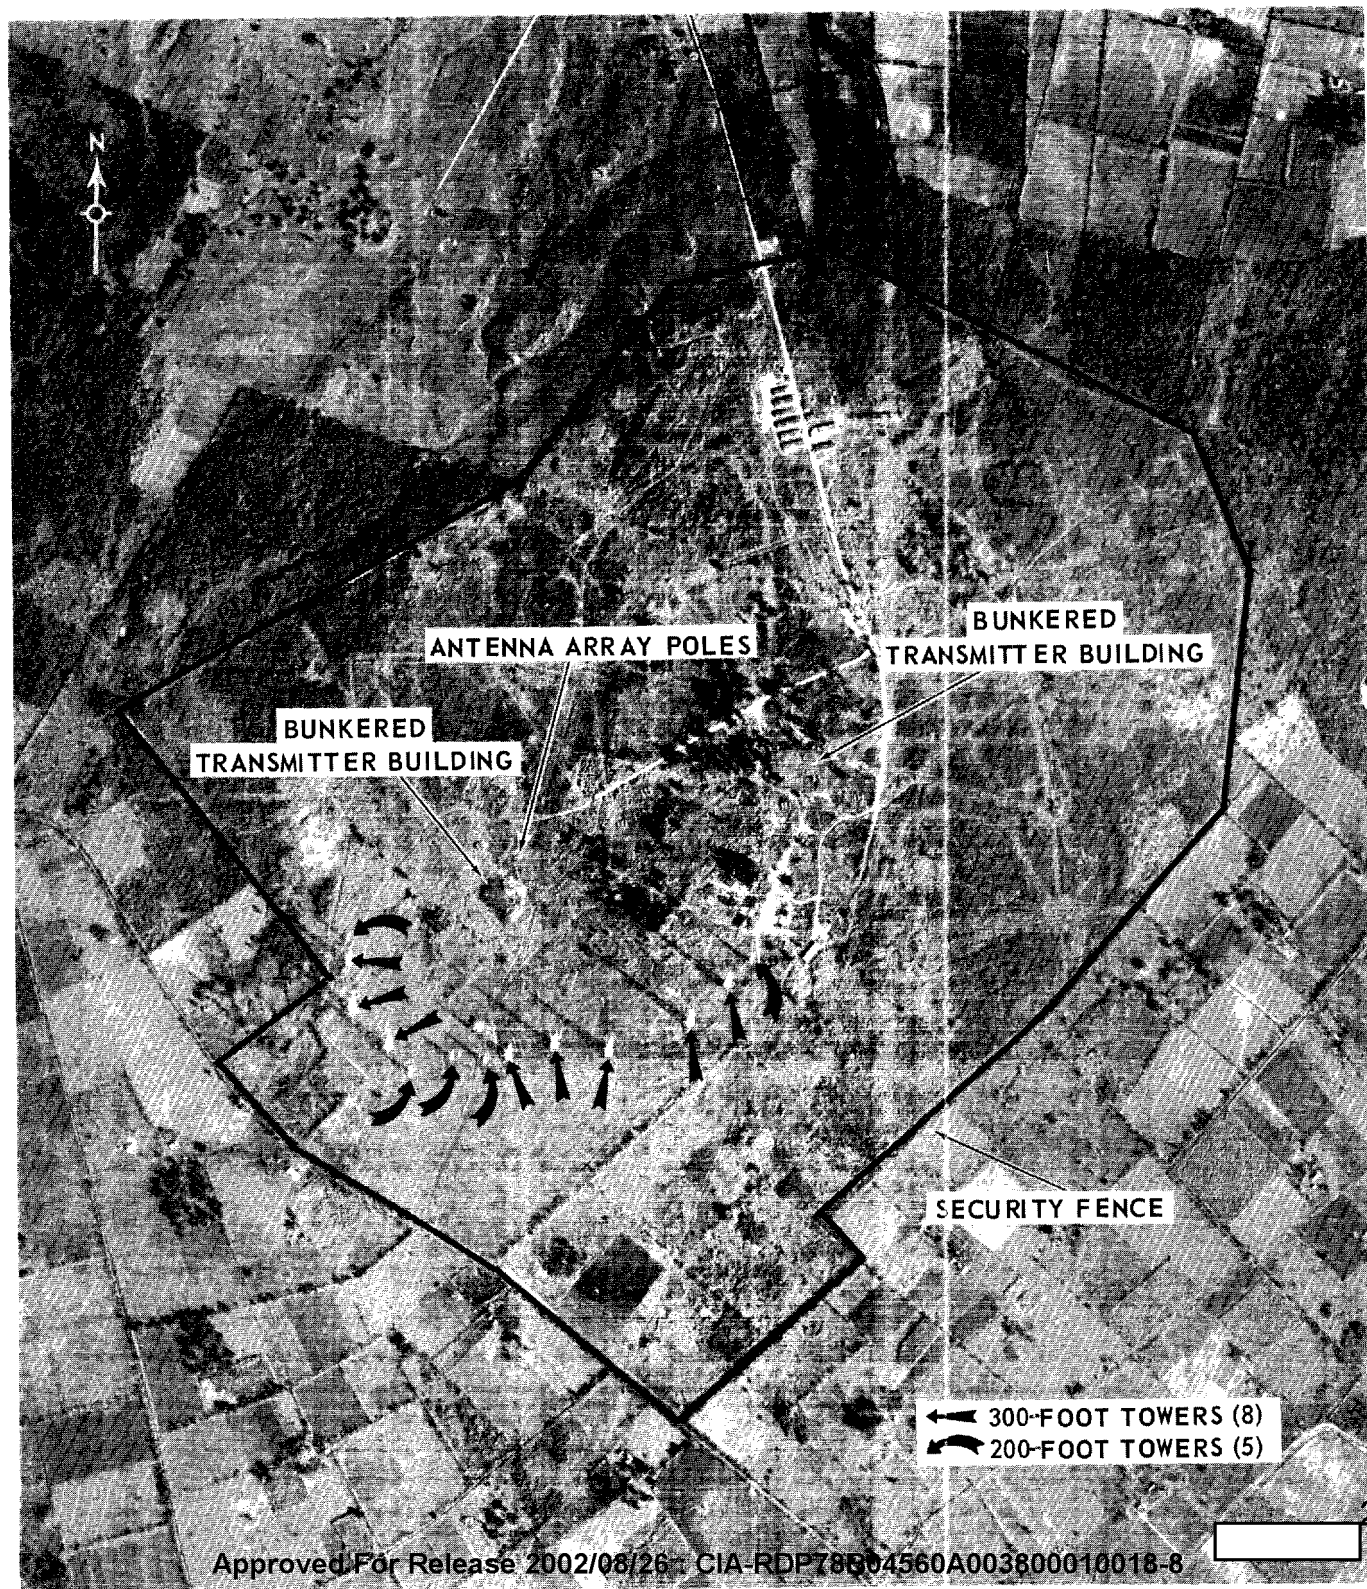 N
ANTENNA ARRAY POLES
BUNKERED
TRANSMITTER BUILDING
BUNKERED
TRANSMITTER BUILDING
SECURITY FENCE
300-FOOT TOWERS (8)
200-FOOT TOWERS (5)
Approved For Release 2002/08/26 : CIA-RDP78B04560A003800010018-8